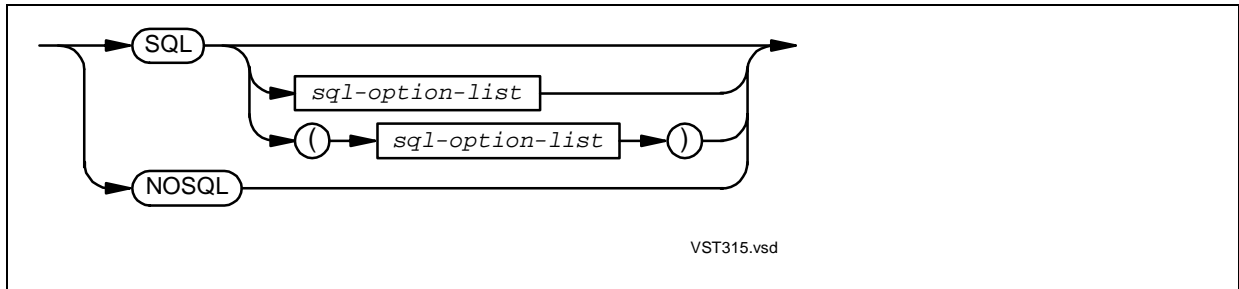 SQL
sql-option-list
( sql-option-list )
NOSQL
VST315.vsd